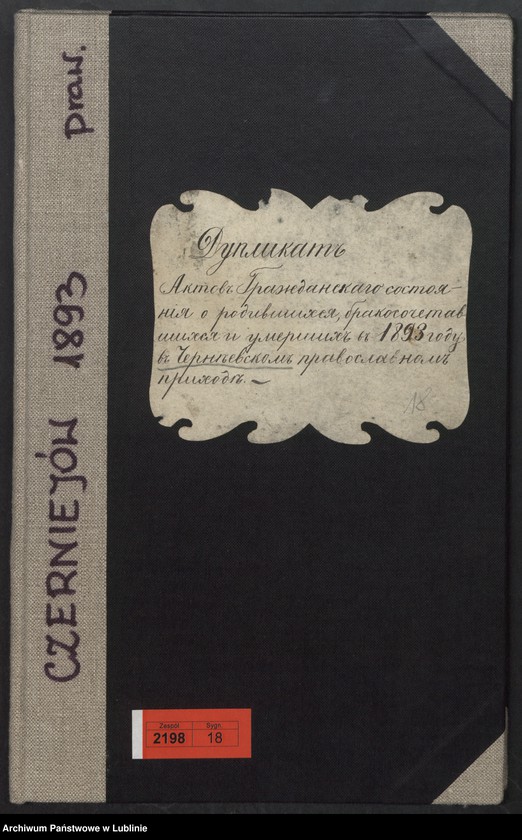 CZERNIEJÓW 1893 praw.
Дупликатъ
Актовъ Гражданскаго состоя-
нія о родившихся, бракосочетав
шихся и умершихъ въ 1893 году
въ Чернѣевскомъ православномъ
приходѣ. —
18
Zespół Sygn.
2198 18
Archiwum Państwowe w Lublinie